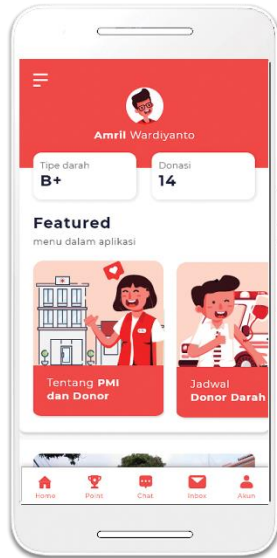 Amril Wardiyanto
Tipe darah
B+
Donasi
14
Featured
menu dalam aplikasi
Tentang PMI
dan Donor
Jadwal
Donor Darah
Home
Point
Chat
Inbox
Akun